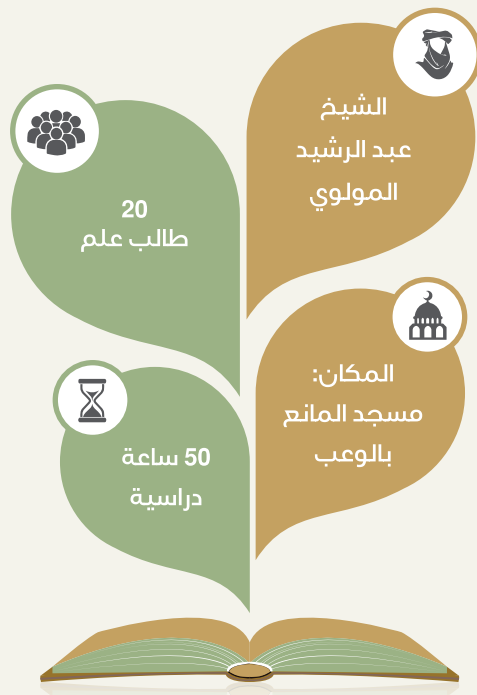 الشيخ
عبد الرشيد
المولوي
20
طالب علم
المكان:
مسجد المانع
بالوعب
50 ساعة
دراسية